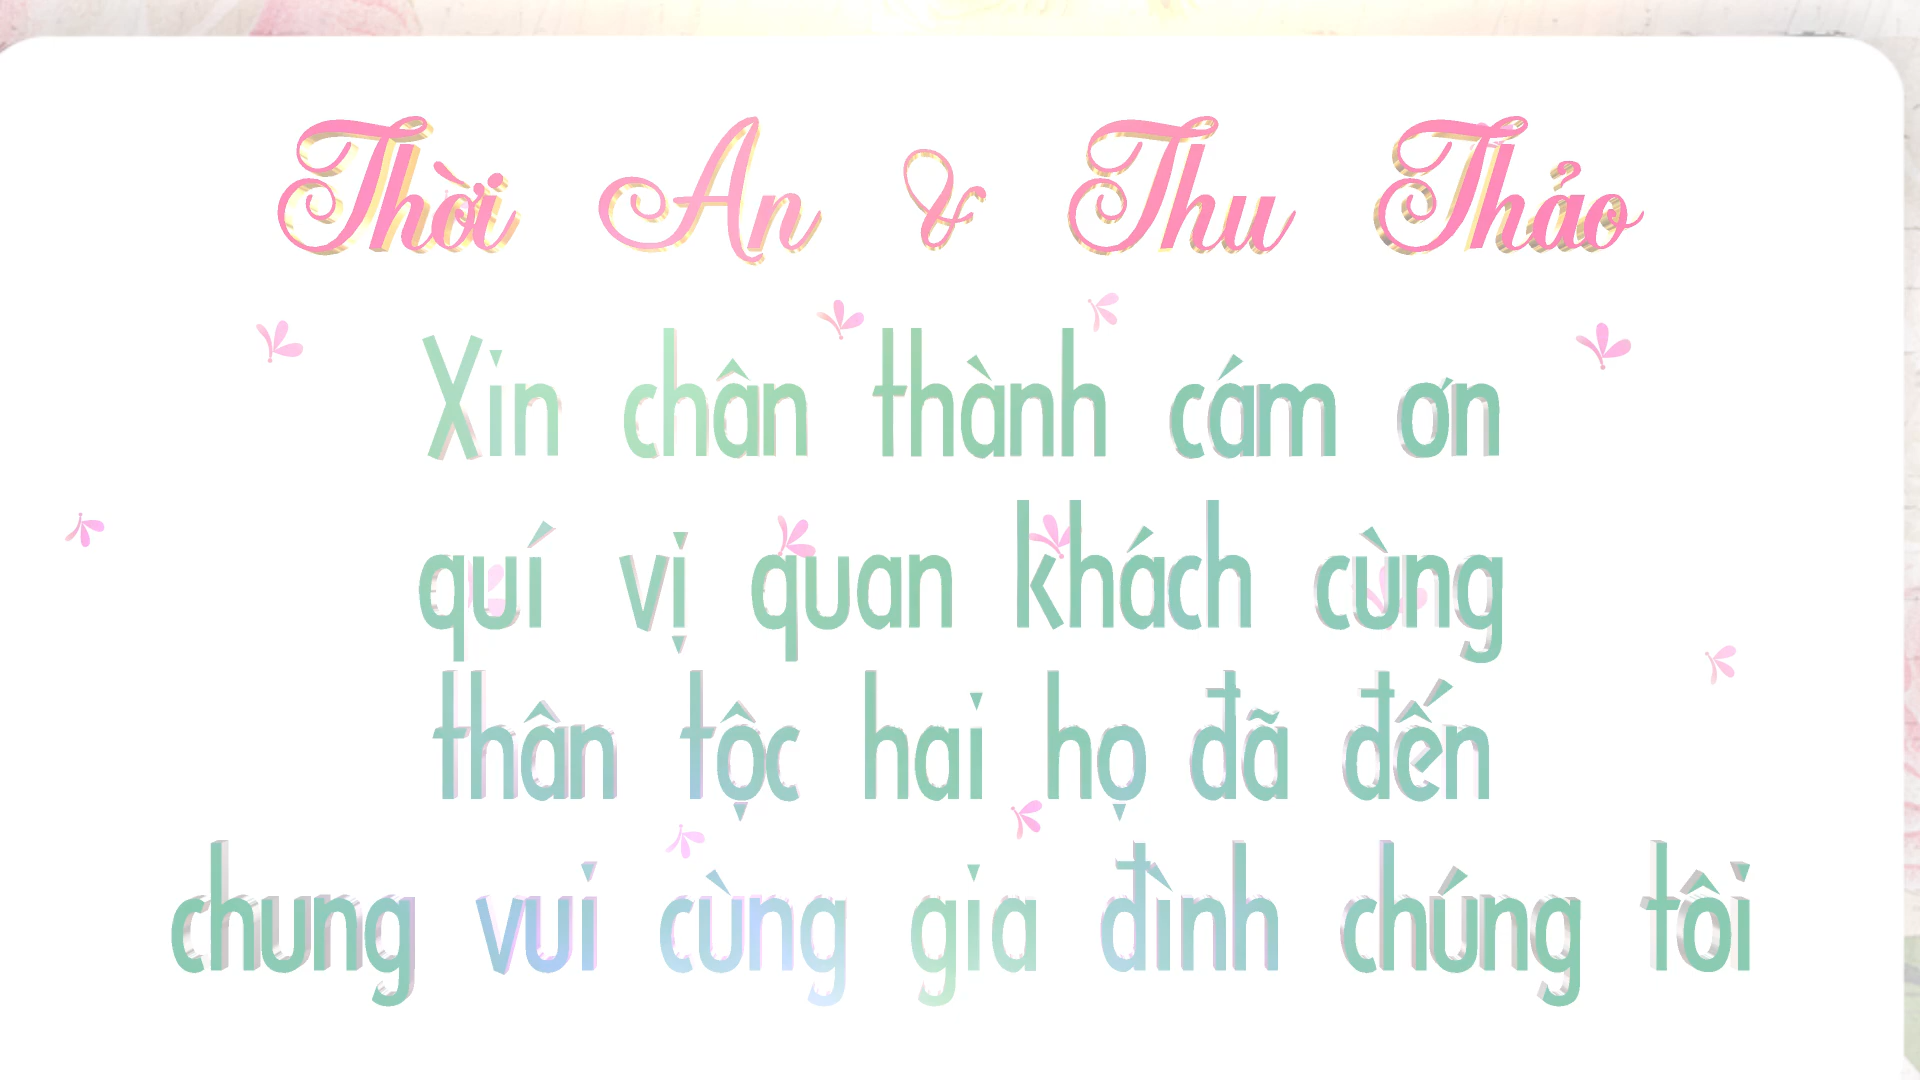 Thời An & Thu Thảo
Xin chân thành cám ơn
quí vị quan khách cùng
thân tộc hai họ đã đến
chung vui cùng gia đình chúng tôi